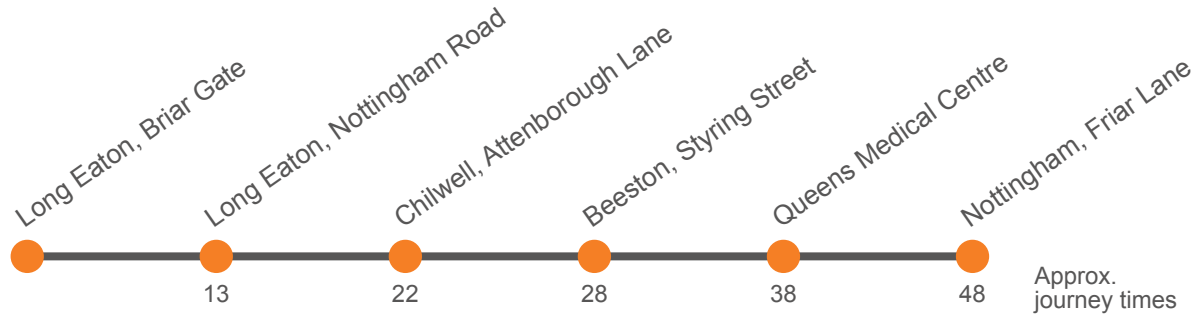 Long Eaton, Briar Gate
Long Eaton, Nottingham Road
Chilwell, Attenborough Lane
Beeston, Styring Street
Queens Medical Centre
Nottingham, Friar Lane
13
22
28
38
48
Approx.
journey times